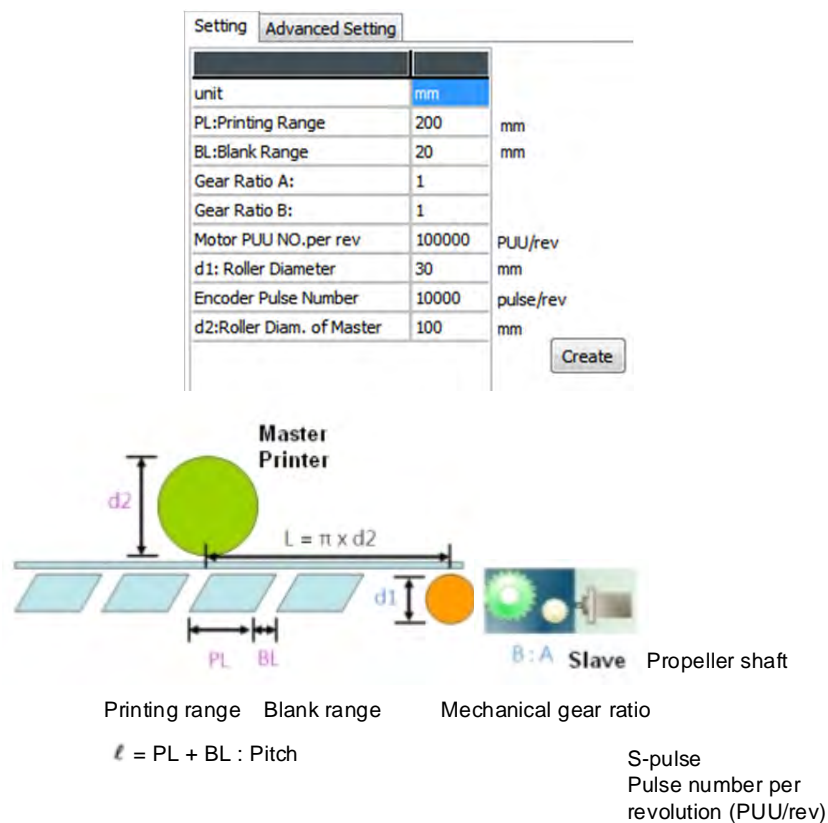 Setting Advanced Setting
unit mm
PL:Printing Range 200 mm
BL:Blank Range 20 mm
Gear Ratio A: 1
Gear Ratio B: 1
Motor PUU NO.per rev 100000 PUU/rev
d1: Roller Diameter 30 mm
Encoder Pulse Number 10000 pulse/rev
d2:Roller Diam. of Master 100 mm
Create
Master
Printer
d2
L = π x d2
d1
PL BL
B : A Slave Propeller shaft
Printing range Blank range Mechanical gear ratio
ℓ = PL + BL : Pitch
S-pulse
Pulse number per
revolution (PUU/rev)